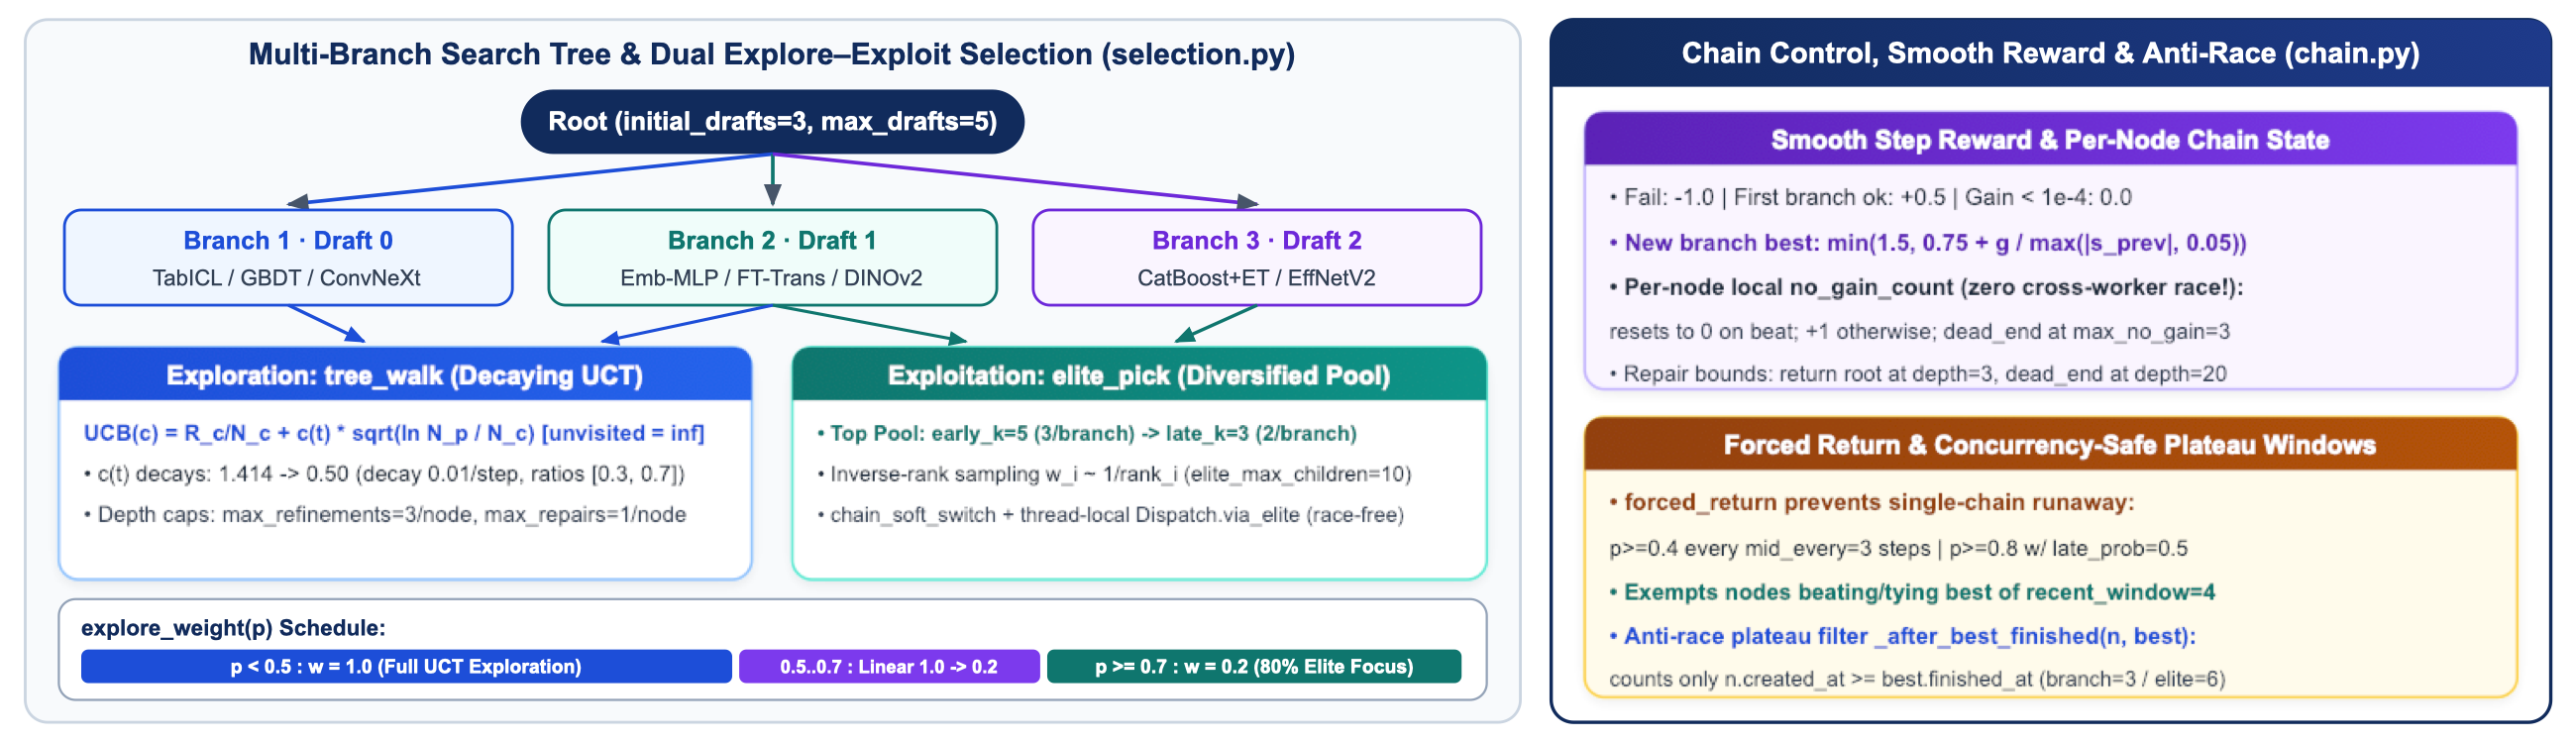 Multi-Branch Search Tree & Dual Explore–Exploit Selection (selection.py)
Root (initial_drafts=3, max_drafts=5)
Branch 1 · Draft 0
TabICL / GBDT / ConvNeXt
Branch 2 · Draft 1
Emb-MLP / FT-Trans / DINOv2
Branch 3 · Draft 2
CatBoost+ET / EffNetV2
Exploration: tree_walk (Decaying UCT)
UCB(c) = R_c/N_c + c(t) * sqrt(ln N_p / N_c) [unvisited = inf]
• c(t) decays: 1.414 -> 0.50 (decay 0.01/step, ratios [0.3, 0.7])
• Depth caps: max_refinements=3/node, max_repairs=1/node
Exploitation: elite_pick (Diversified Pool)
• Top Pool: early_k=5 (3/branch) -> late_k=3 (2/branch)
• Inverse-rank sampling w_i ~ 1/rank_i (elite_max_children=10)
• chain_soft_switch + thread-local Dispatch.via_elite (race-free)
explore_weight(p) Schedule:
p < 0.5 : w = 1.0 (Full UCT Exploration)
0.5..0.7 : Linear 1.0 -> 0.2
p >= 0.7 : w = 0.2 (80% Elite Focus)
Chain Control, Smooth Reward & Anti-Race (chain.py)
Smooth Step Reward & Per-Node Chain State
• Fail: -1.0 | First branch ok: +0.5 | Gain < 1e-4: 0.0
• New branch best: min(1.5, 0.75 + g / max(|s_prev|, 0.05))
• Per-node local no_gain_count (zero cross-worker race!):
resets to 0 on beat; +1 otherwise; dead_end at max_no_gain=3
• Repair bounds: return root at depth=3, dead_end at depth=20
Forced Return & Concurrency-Safe Plateau Windows
• forced_return prevents single-chain runaway:
p>=0.4 every mid_every=3 steps | p>=0.8 w/ late_prob=0.5
• Exempts nodes beating/tying best of recent_window=4
• Anti-race plateau filter _after_best_finished(n, best):
counts only n.created_at >= best.finished_at (branch=3 / elite=6)